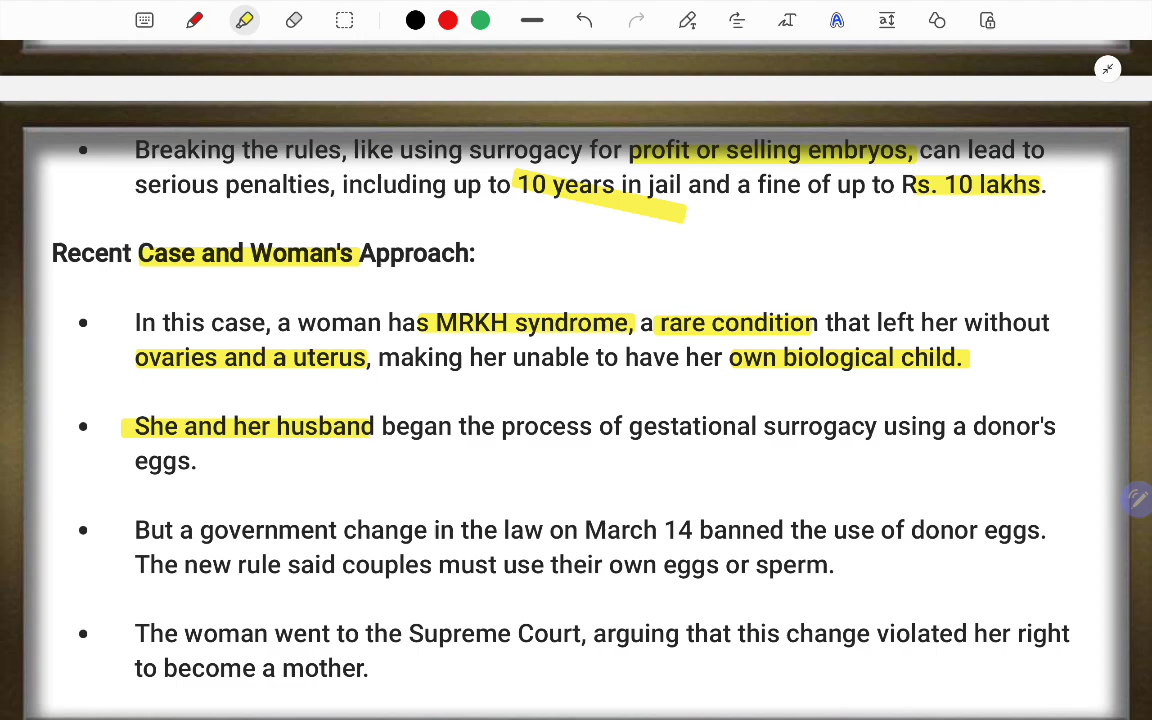 • Breaking the rules, like using surrogacy for profit or selling embryos, can lead to
serious penalties, including up to 10 years in jail and a fine of up to Rs. 10 lakhs.
Recent Case and Woman's Approach:
• In this case, a woman has MRKH syndrome, a rare condition that left her without
ovaries and a uterus, making her unable to have her own biological child.
• She and her husband began the process of gestational surrogacy using a donor's
eggs.
• But a government change in the law on March 14 banned the use of donor eggs.
The new rule said couples must use their own eggs or sperm.
• The woman went to the Supreme Court, arguing that this change violated her right
to become a mother.